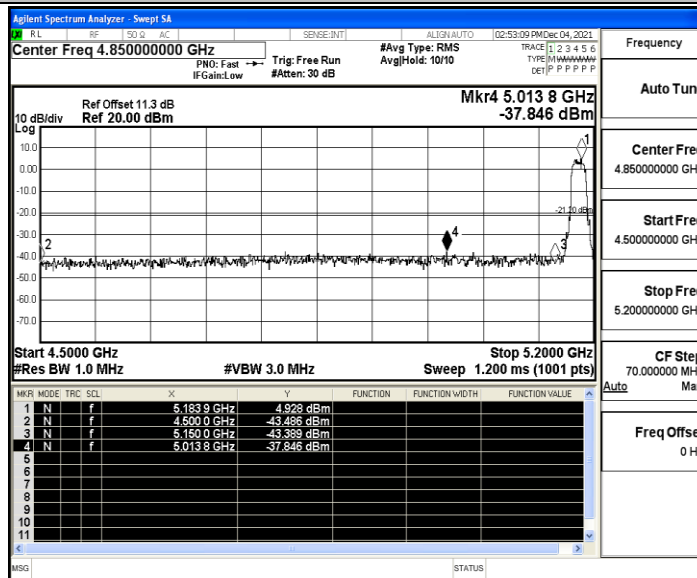 Agilent Spectrum Analyzer - Swept SA
RL RF 50 Ω AC SENSE:INT ALIGN AUTO 02:53:09 PM Dec 04, 2021
Center Freq 4.850000000 GHz
PNO: Fast Trig: Free Run
IFGain:Low #Atten: 30 dB
#Avg Type: RMS
Avg|Hold: 10/10
TRACE 1 2 3 4 5 6
TYPE M W W W W W
DET P P P P P P
Ref Offset 11.3 dB
10 dB/div Ref 20.00 dBm
Log
Mkr4 5.013 8 GHz
-37.846 dBm
10.0
0.00
-10.0
-20.0
-30.0
-40.0
-50.0
-60.0
-70.0
1
2
3
4
-21.20 dBm
Start 4.5000 GHz Stop 5.2000 GHz
#Res BW 1.0 MHz #VBW 3.0 MHz Sweep 1.200 ms (1001 pts)
MKR MODE TRC SCL X Y FUNCTION FUNCTION WIDTH FUNCTION VALUE
1 N f 5.183 9 GHz 4.928 dBm
2 N f 4.500 0 GHz -43.486 dBm
3 N f 5.150 0 GHz -43.389 dBm
4 N f 5.013 8 GHz -37.846 dBm
5
6
7
8
9
10
11
MSG STATUS
Frequency
Auto Tun
Center Fre
4.850000000 GH
Start Fre
4.500000000 GH
Stop Fre
5.200000000 GH
CF Step
70.000000 MH
Auto Ma
Freq Offse
0 H